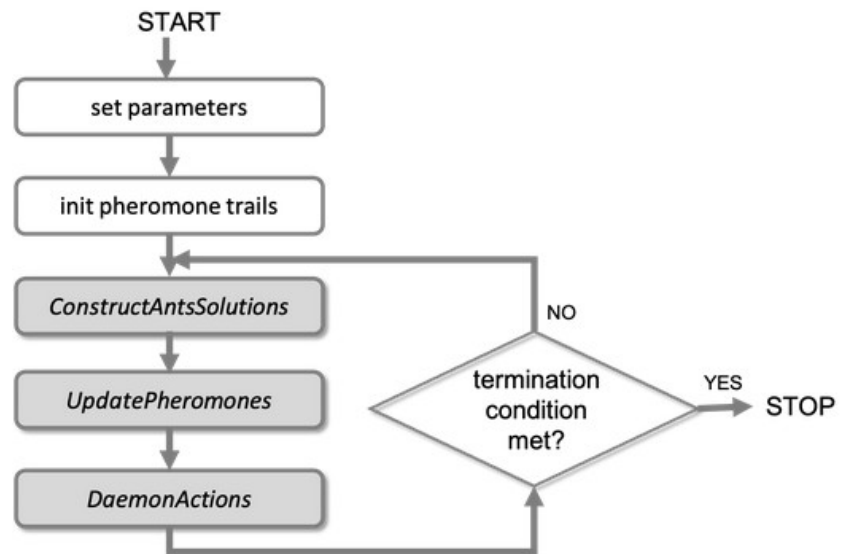 START
set parameters
init pheromone trails
ConstructAntsSolutions
UpdatePheromones
DaemonActions
NO
termination
condition
met?
YES
STOP